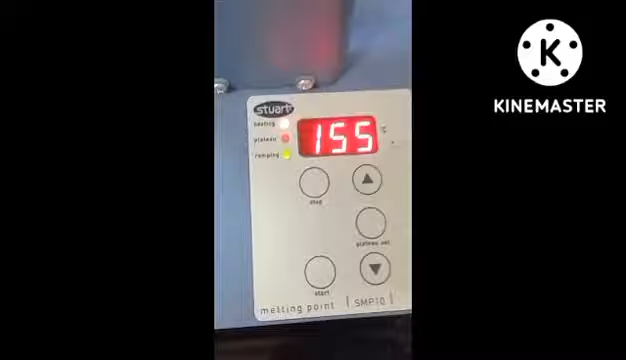 stuart
heating
plateau
ramping
155
°C
stop
plateau set
start
melting point | SMP10 |
K
KINEMASTER